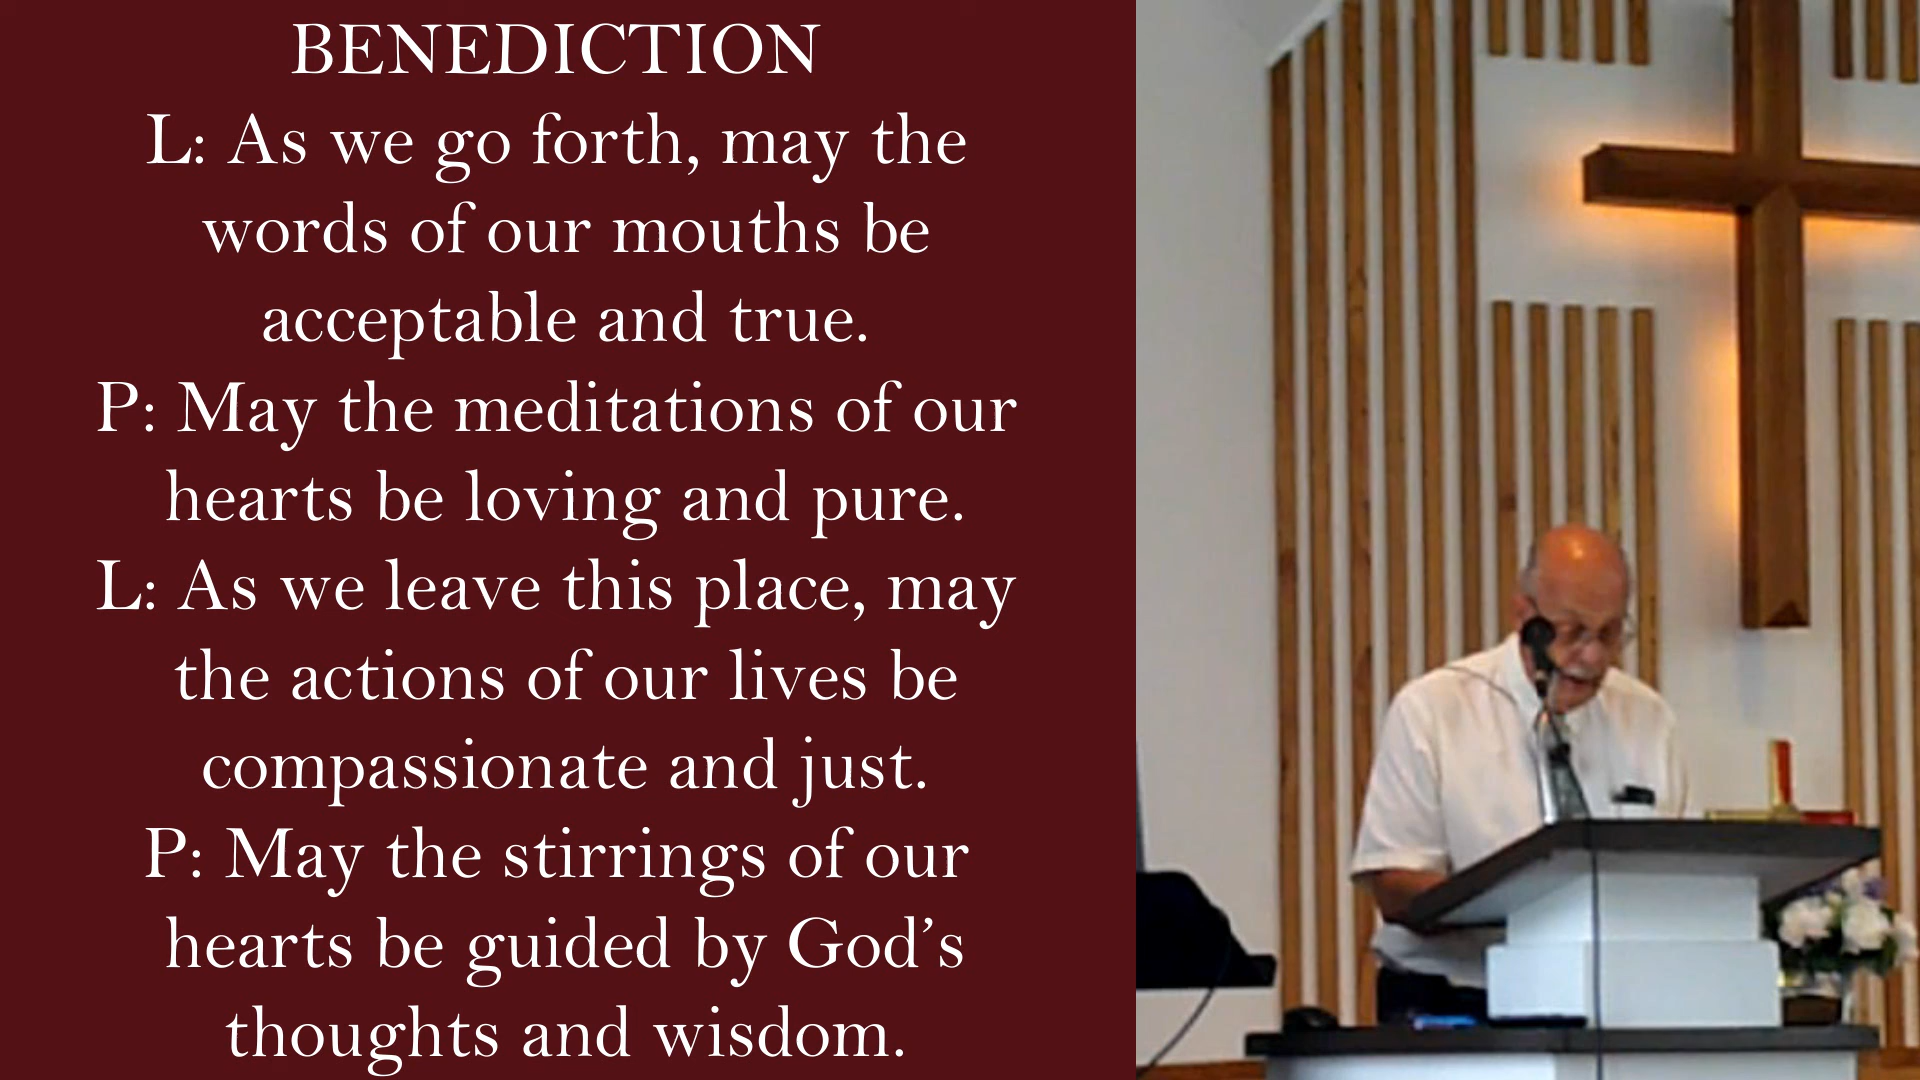 BENEDICTION
L: As we go forth, may the
words of our mouths be
acceptable and true.
P: May the meditations of our
hearts be loving and pure.
L: As we leave this place, may
the actions of our lives be
compassionate and just.
P: May the stirrings of our
hearts be guided by God’s
thoughts and wisdom.